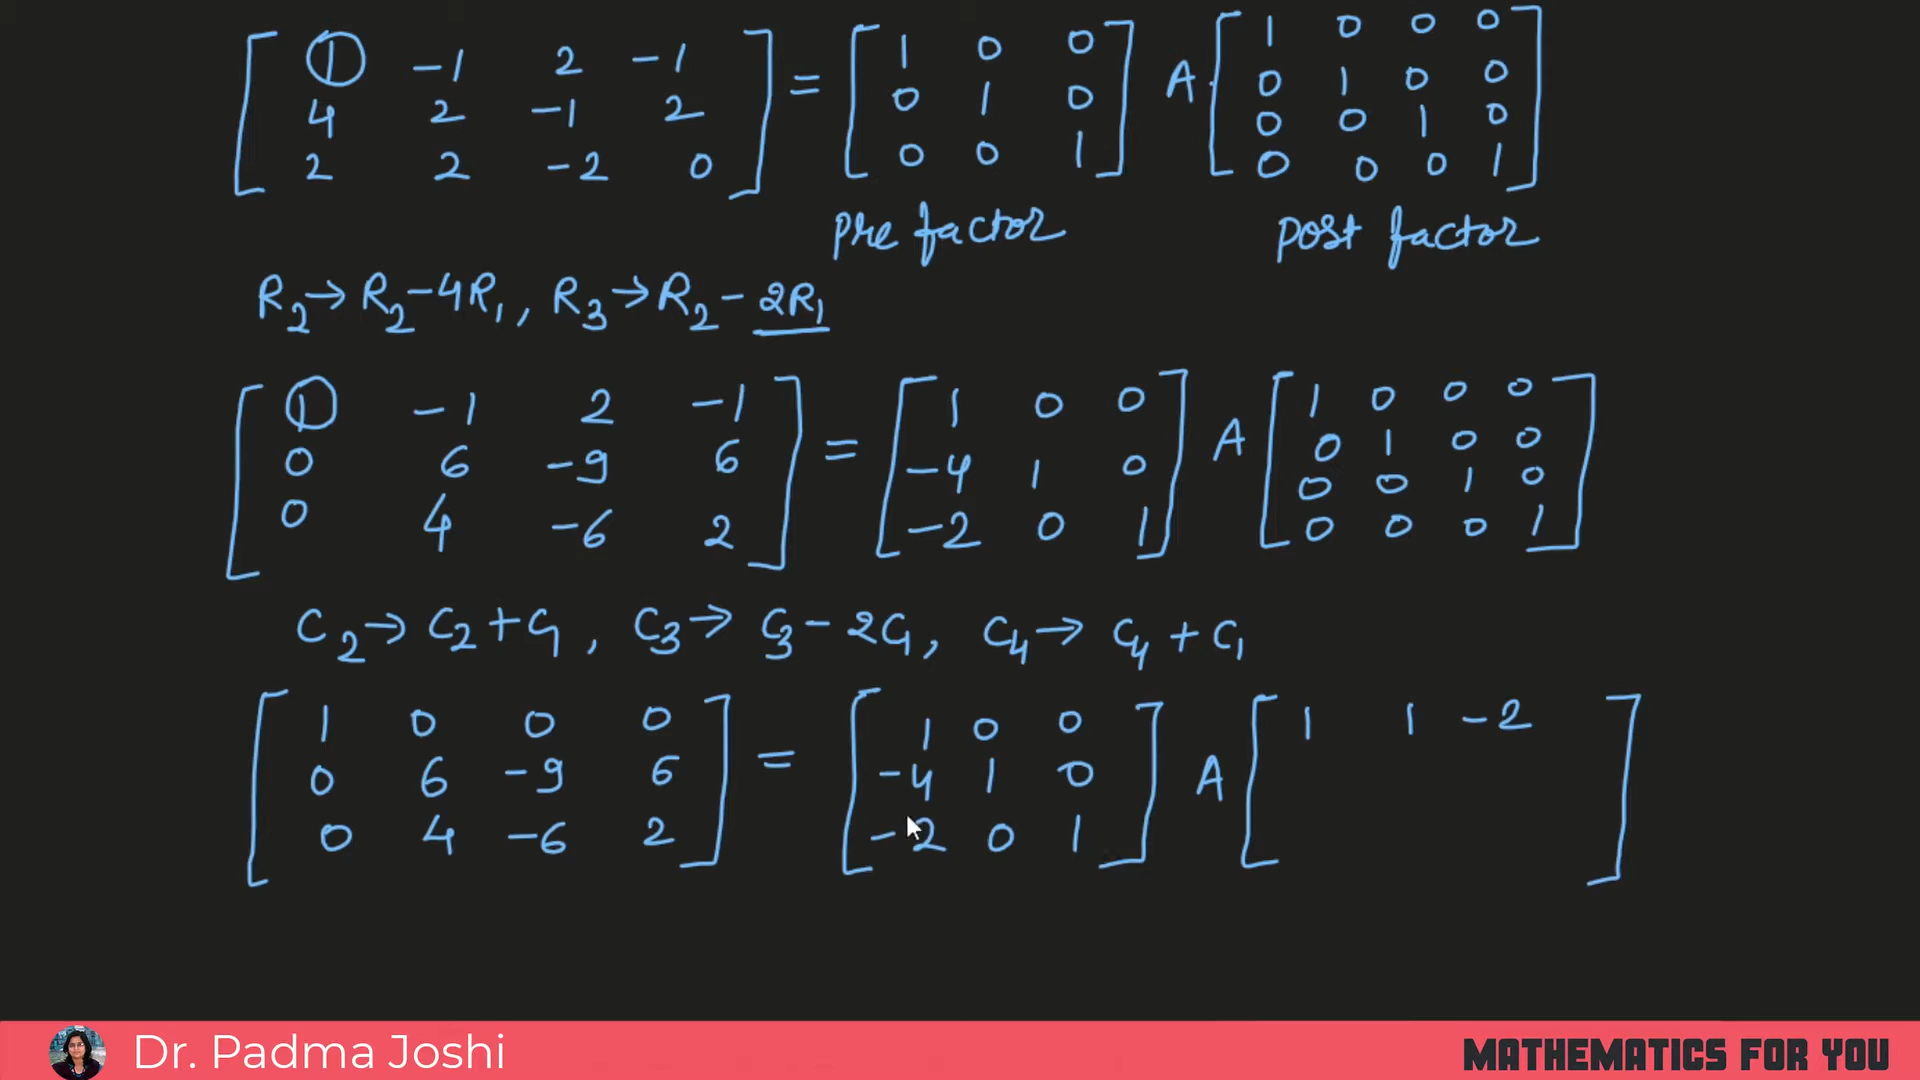 [ 1 -1 2 -1 ] = [ 1 0 0 ] A [ 1 0 0 0 ]
[ 4 2 -1 2 ] [ 0 1 0 ] [ 0 1 0 0 ]
[ 2 2 -2 0 ] [ 0 0 1 ] [ 0 0 1 0 ]
[ 0 0 0 1 ]
Pre factor Post factor
R2→R2-4R1, R3→R2-2R1
[ 1 -1 2 -1 ] = [ 1 0 0 ] A [ 1 0 0 0 ]
[ 0 6 -9 6 ] [ -4 1 0 ] [ 0 1 0 0 ]
[ 0 4 -6 2 ] [ -2 0 1 ] [ 0 0 1 0 ]
[ 0 0 0 1 ]
C2→C2+C1, C3→C3-2C1, C4→C4+C1
[ 1 0 0 0 ] = [ 1 0 0 ] A [ 1 1 -2 ]
[ 0 6 -9 6 ] [ -4 1 0 ]
[ 0 4 -6 2 ] [ -2 0 1 ]
Dr. Padma Joshi
MATHEMATICS FOR YOU